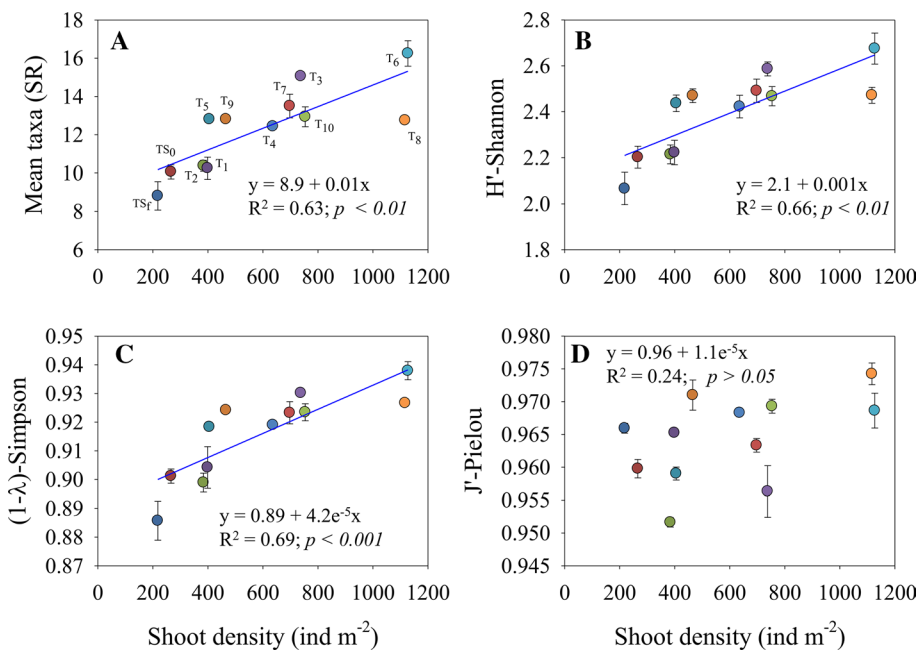 A
Mean taxa (SR)
18
16
14
12
10
8
6
T6
T3
T7
T5
T9
T10
T4
T8
TS0
T2
T1
TSf
y = 8.9 + 0.01x
R² = 0.63; p < 0.01
0 200 400 600 800 1000 1200
B
H'-Shannon
2.8
2.6
2.4
2.2
2.0
1.8
y = 2.1 + 0.001x
R² = 0.66; p < 0.01
0 200 400 600 800 1000 1200
C
(1-λ)-Simpson
0.95
0.94
0.93
0.92
0.91
0.90
0.89
0.88
0.87
y = 0.89 + 4.2e⁻⁵x
R² = 0.69; p < 0.001
0 200 400 600 800 1000 1200
Shoot density (ind m⁻²)
D
J'-Pielou
0.980
0.975
0.970
0.965
0.960
0.955
0.950
0.945
y = 0.96 + 1.1e⁻⁵x
R² = 0.24; p > 0.05
0 200 400 600 800 1000 1200
Shoot density (ind m⁻²)